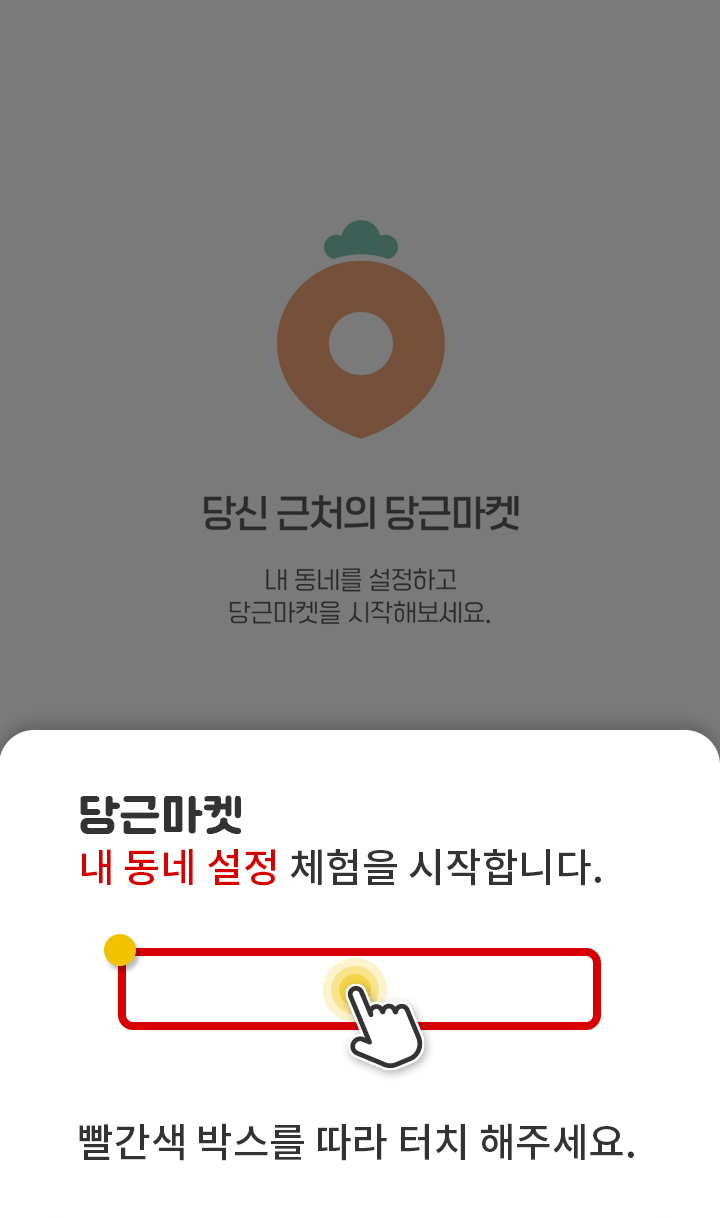 당신 근처의 당근마켓
내 동네를 설정하고
당근마켓을 시작해보세요.
당근마켓
내 동네 설정 체험을 시작합니다.
빨간색 박스를 따라 터치 해주세요.